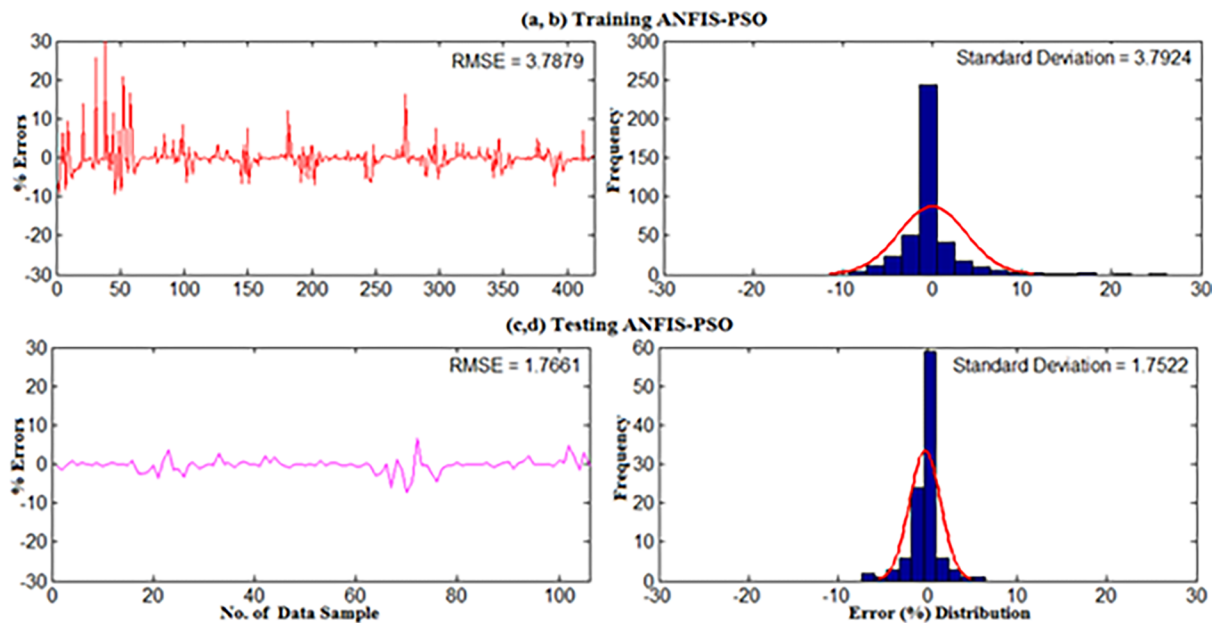 (a, b) Training ANFIS-PSO
30
20
10
0
-10
-20
-30
% Errors
RMSE = 3.7879
0 50 100 150 200 250 300 350 400
300
250
200
150
100
50
0
Frequency
Standard Deviation = 3.7924
-30 -20 -10 0 10 20 30
(c,d) Testing ANFIS-PSO
30
20
10
0
-10
-20
-30
% Errors
RMSE = 1.7661
0 20 40 60 80 100
No. of Data Sample
60
50
40
30
20
10
0
Frequency
Standard Deviation = 1.7522
-30 -20 -10 0 10 20 30
Error (%) Distribution